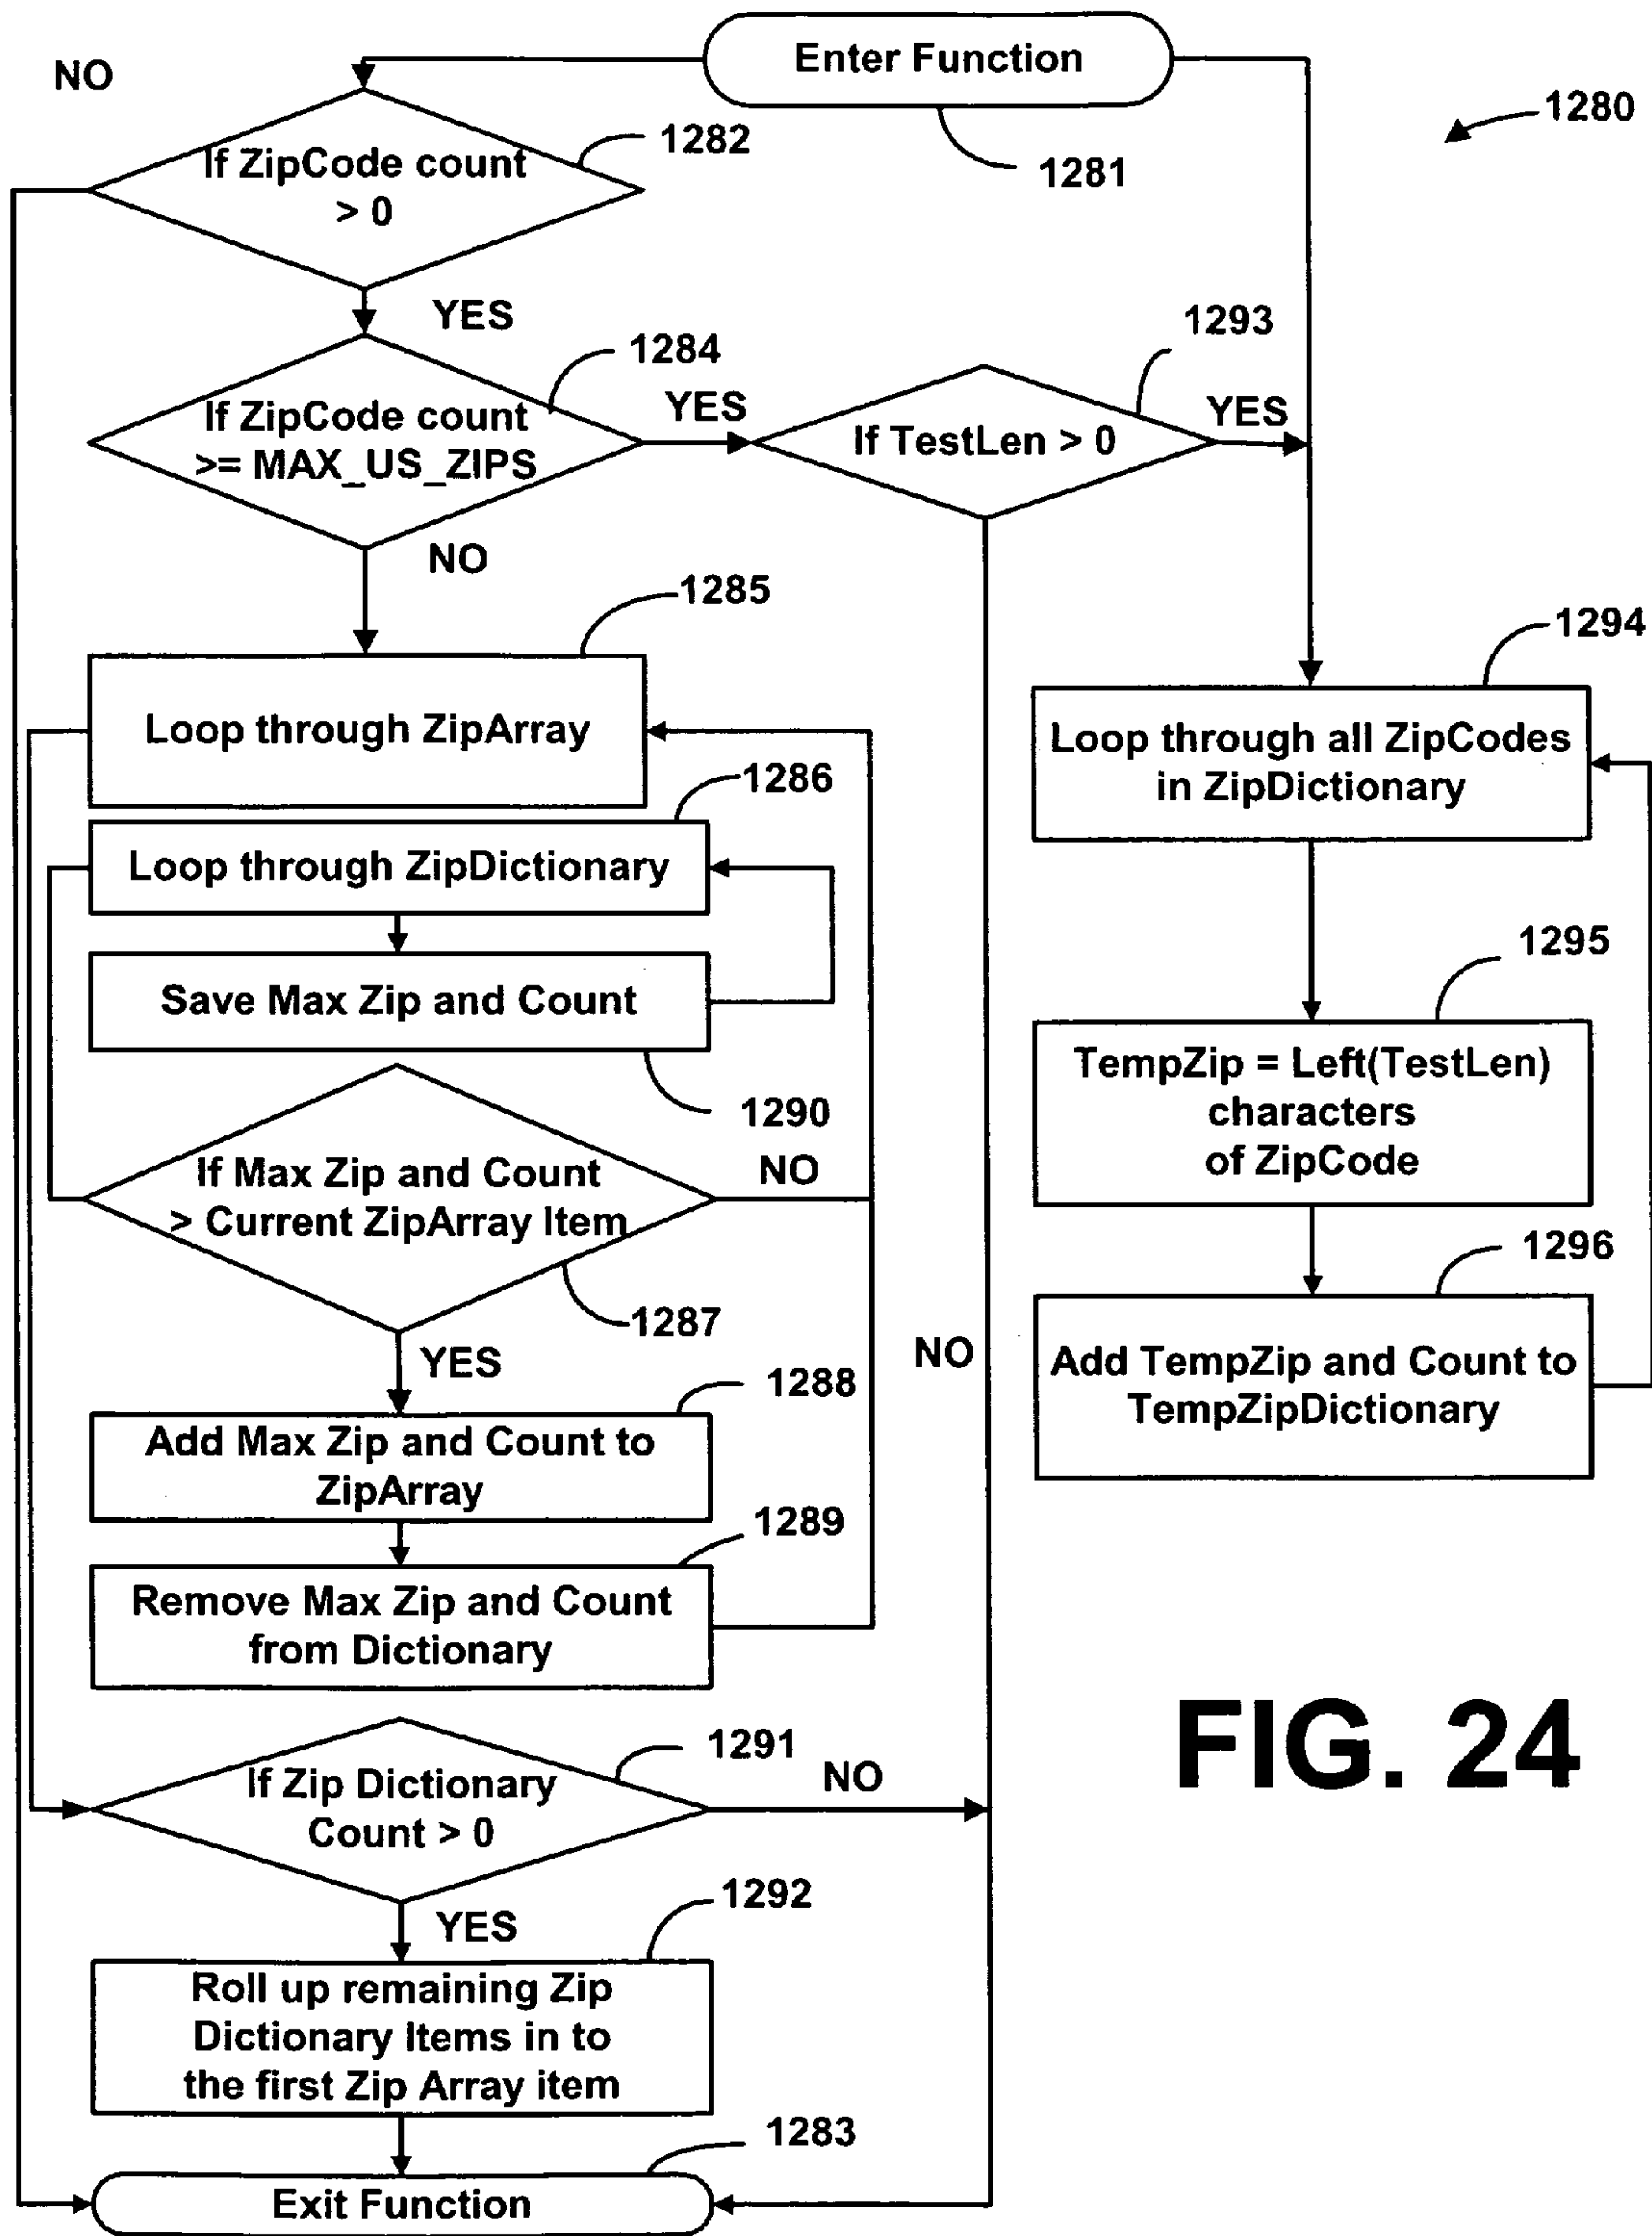 Enter Function
NO
1280
1282
If ZipCode count
> 0
1281
YES
1293
1284
If ZipCode count
>= MAX_US_ZIPS
YES
If TestLen > 0
YES
NO
1285
1294
Loop through ZipArray
Loop through all ZipCodes
in ZipDictionary
1286
Loop through ZipDictionary
1295
Save Max Zip and Count
TempZip = Left(TestLen)
characters
of ZipCode
1290
If Max Zip and Count
> Current ZipArray Item
NO
1296
1287
YES
NO
Add TempZip and Count to
TempZipDictionary
1288
Add Max Zip and Count to
ZipArray
1289
Remove Max Zip and Count
from Dictionary
1291
If Zip Dictionary
Count > 0
NO
FIG. 24
YES
1292
Roll up remaining Zip
Dictionary Items in to
the first Zip Array item
1283
Exit Function